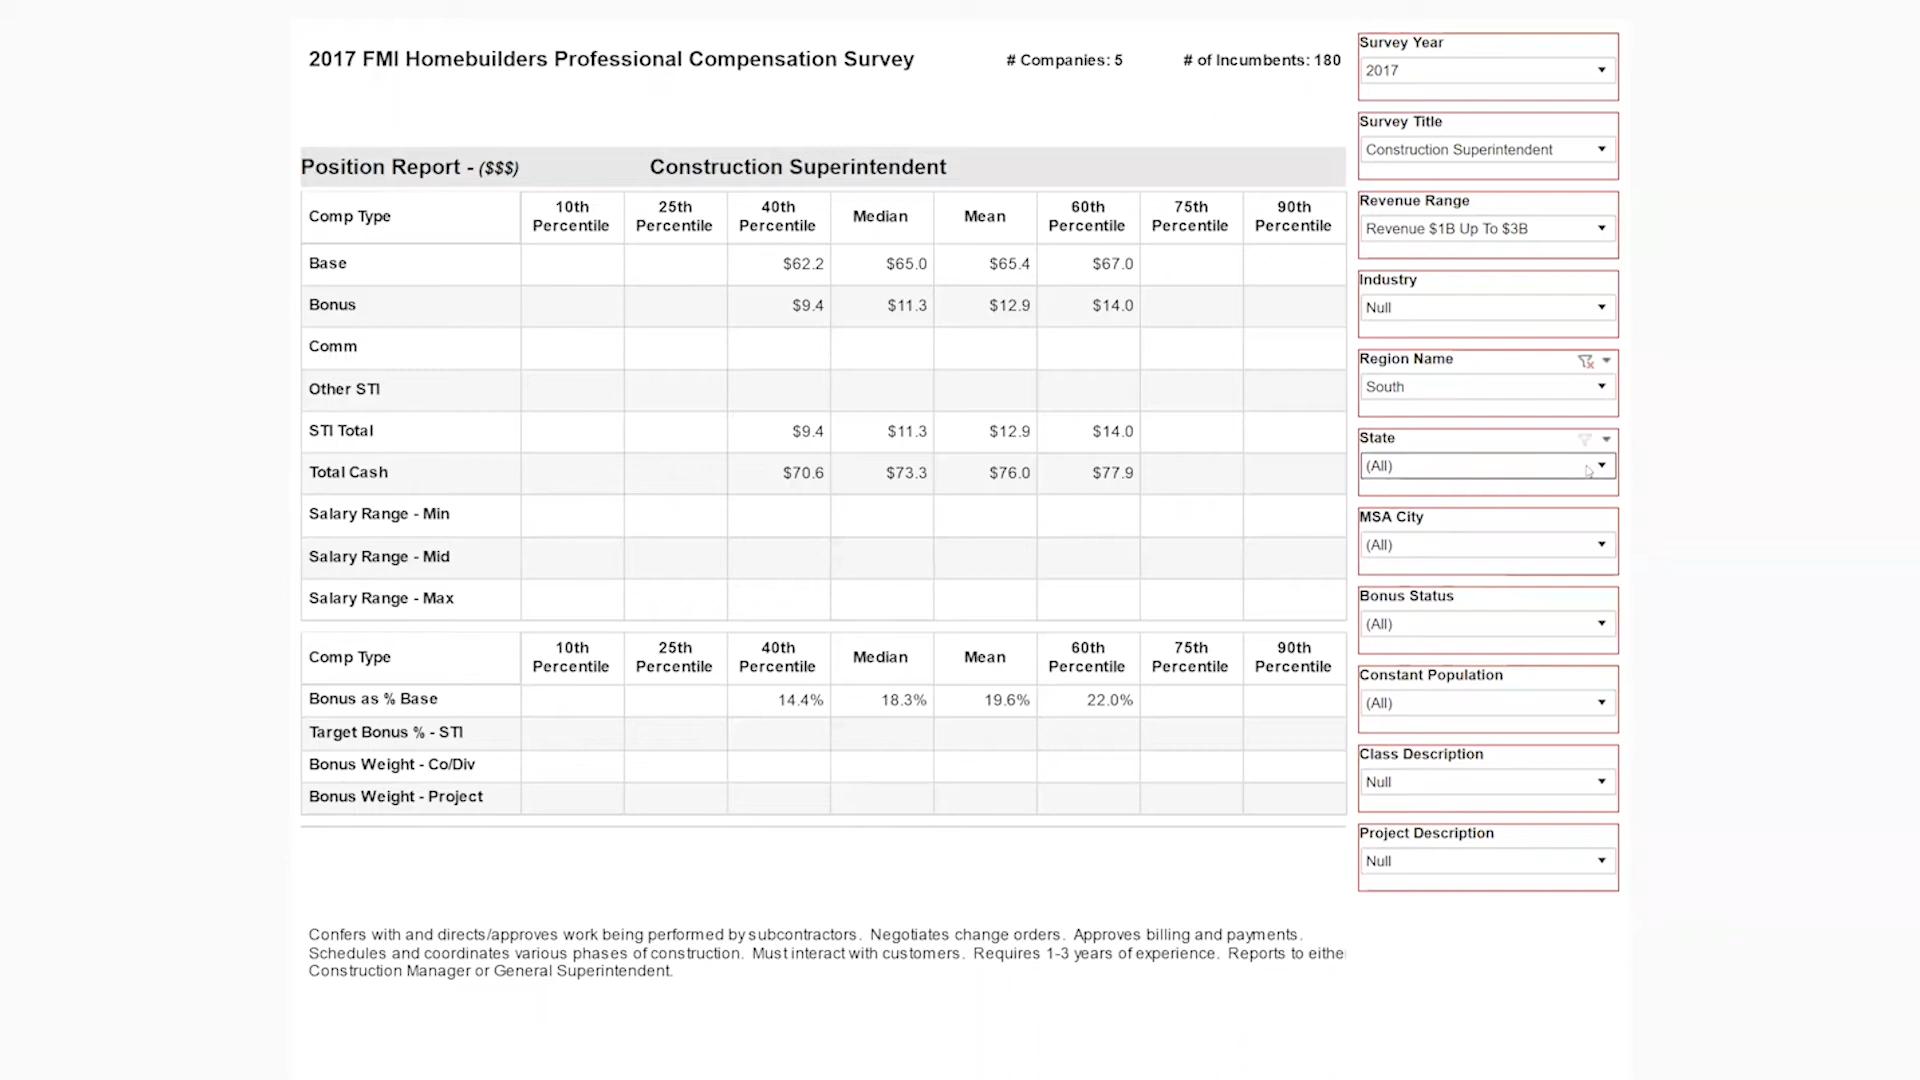 2017 FMI Homebuilders Professional Compensation Survey # Companies: 5 # of Incumbents: 180
Position Report - ($$$) Construction Superintendent
Comp Type 10th Percentile 25th Percentile 40th Percentile Median Mean 60th Percentile 75th Percentile 90th Percentile
Base $62.2 $65.0 $65.4 $67.0
Bonus $9.4 $11.3 $12.9 $14.0
Comm
Other STI
STI Total $9.4 $11.3 $12.9 $14.0
Total Cash $70.6 $73.3 $76.0 $77.9
Salary Range - Min
Salary Range - Mid
Salary Range - Max
Comp Type 10th Percentile 25th Percentile 40th Percentile Median Mean 60th Percentile 75th Percentile 90th Percentile
Bonus as % Base 14.4% 18.3% 19.6% 22.0%
Target Bonus % - STI
Bonus Weight - Co/Div
Bonus Weight - Project
Confers with and directs/approves work being performed by subcontractors. Negotiates change orders. Approves billing and payments.
Schedules and coordinates various phases of construction. Must interact with customers. Requires 1-3 years of experience. Reports to eithe
Construction Manager or General Superintendent.
Survey Year
2017
Survey Title
Construction Superintendent
Revenue Range
Revenue $1B Up To $3B
Industry
Null
Region Name
South
State
(All)
MSA City
(All)
Bonus Status
(All)
Constant Population
(All)
Class Description
Null
Project Description
Null